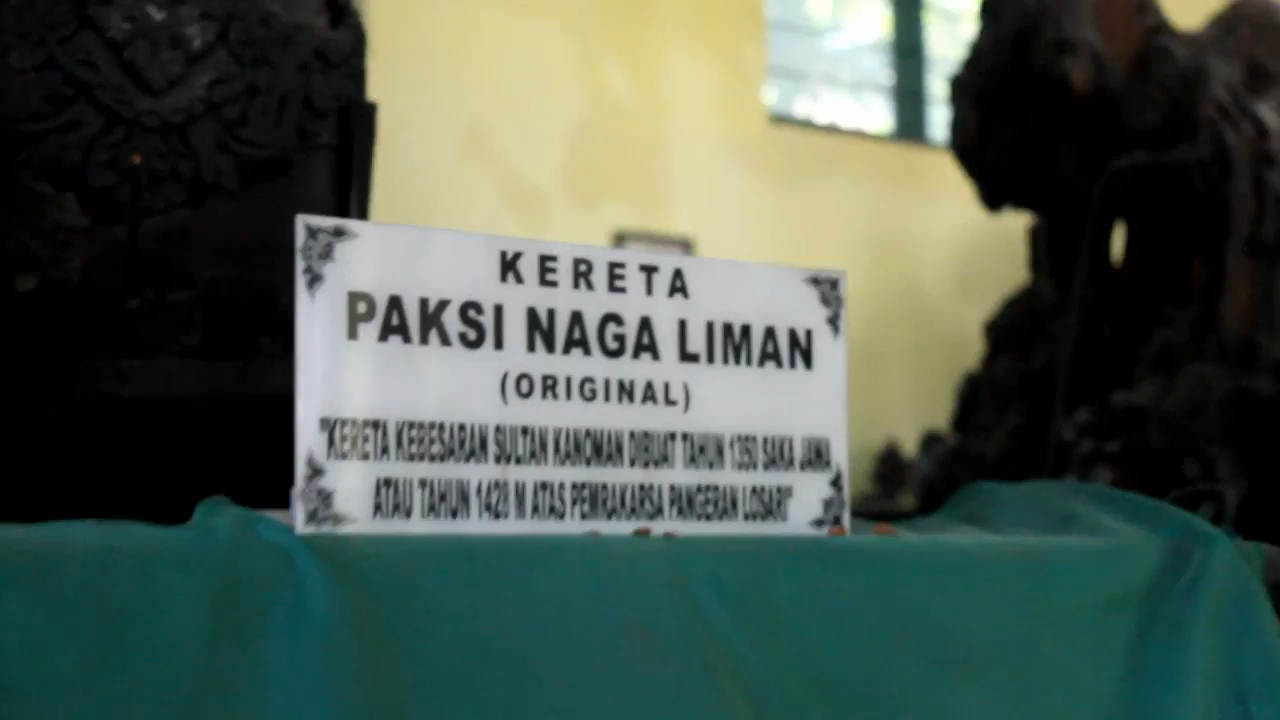 KERETA
PAKSI NAGA LIMAN
(ORIGINAL)
"KERETA KEBESARAN SULTAN KANOMAN DIBUAT TAHUN 1350 SAKA JAWA
ATAU TAHUN 1428 M ATAS PEMRAKARSA PANGERAN LOSARI"